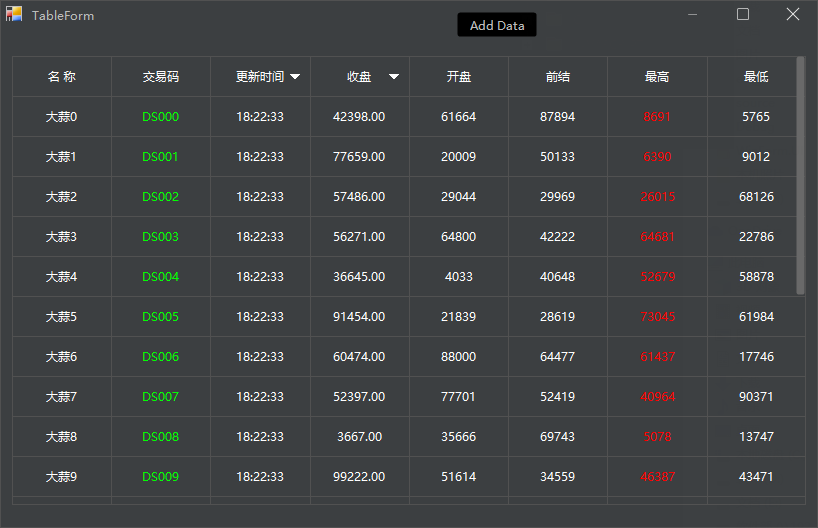 TableForm
Add Data
名 称 交易码 更新时间 收盘 开盘 前结 最高 最低
大蒜0 DS000 18:22:33 42398.00 61664 87894 8691 5765
大蒜1 DS001 18:22:33 77659.00 20009 50133 6390 9012
大蒜2 DS002 18:22:33 57486.00 29044 29969 26015 68126
大蒜3 DS003 18:22:33 56271.00 64800 42222 64681 22786
大蒜4 DS004 18:22:33 36645.00 4033 40648 52679 58878
大蒜5 DS005 18:22:33 91454.00 21839 28619 73045 61984
大蒜6 DS006 18:22:33 60474.00 88000 64477 61437 17746
大蒜7 DS007 18:22:33 52397.00 77701 52419 40964 90371
大蒜8 DS008 18:22:33 3667.00 35666 69743 5078 13747
大蒜9 DS009 18:22:33 99222.00 51614 34559 46387 43471